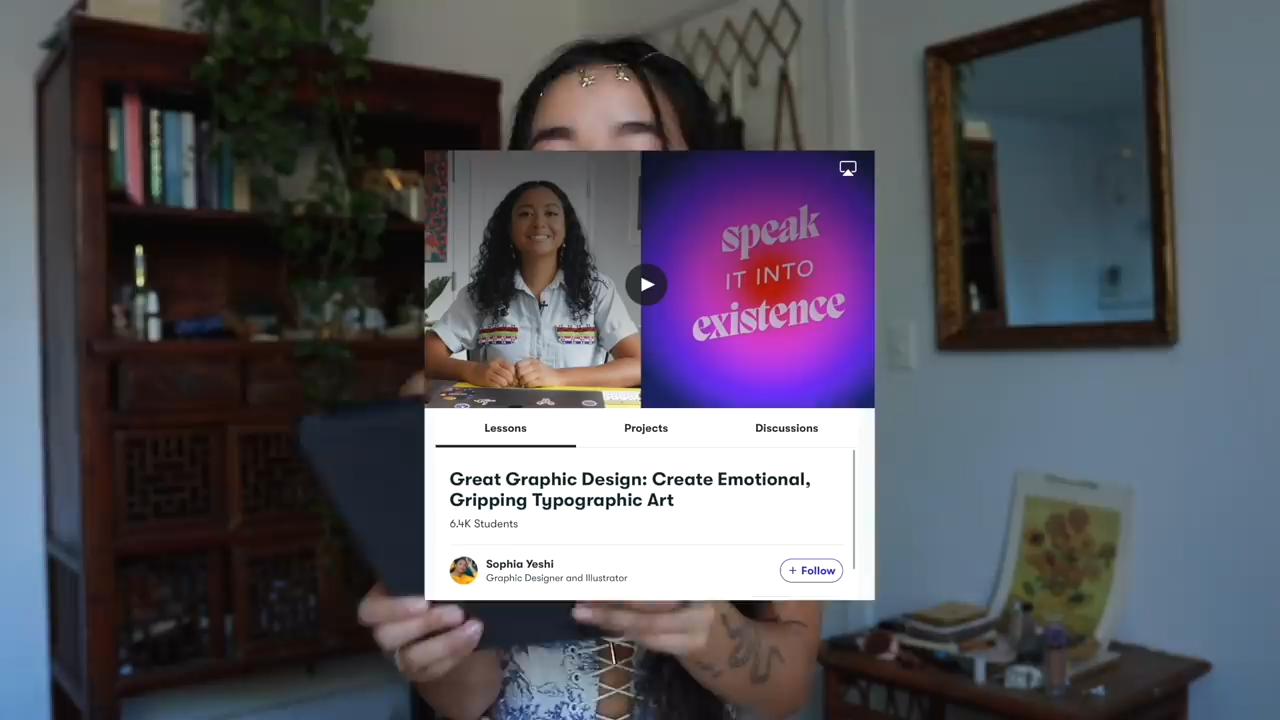 speak
IT INTO
existence
Lessons Projects Discussions
Great Graphic Design: Create Emotional,
Gripping Typographic Art
6.4K Students
Sophia Yeshi
Graphic Designer and Illustrator
+ Follow